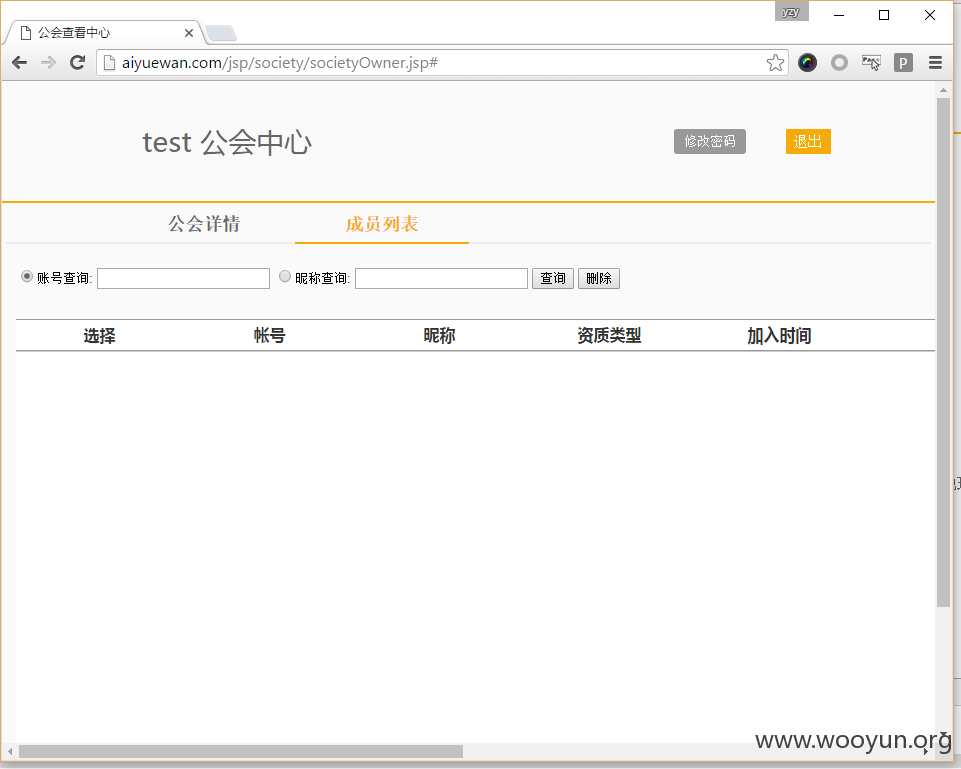 yzy
公会查看中心
aiyuewan.com/jsp/society/societyOwner.jsp#
P
test 公会中心
修改密码
退出
公会详情 成员列表
账号查询: 昵称查询: 查询 删除
选择 帐号 昵称 资质类型 加入时间
www.wooyun.org